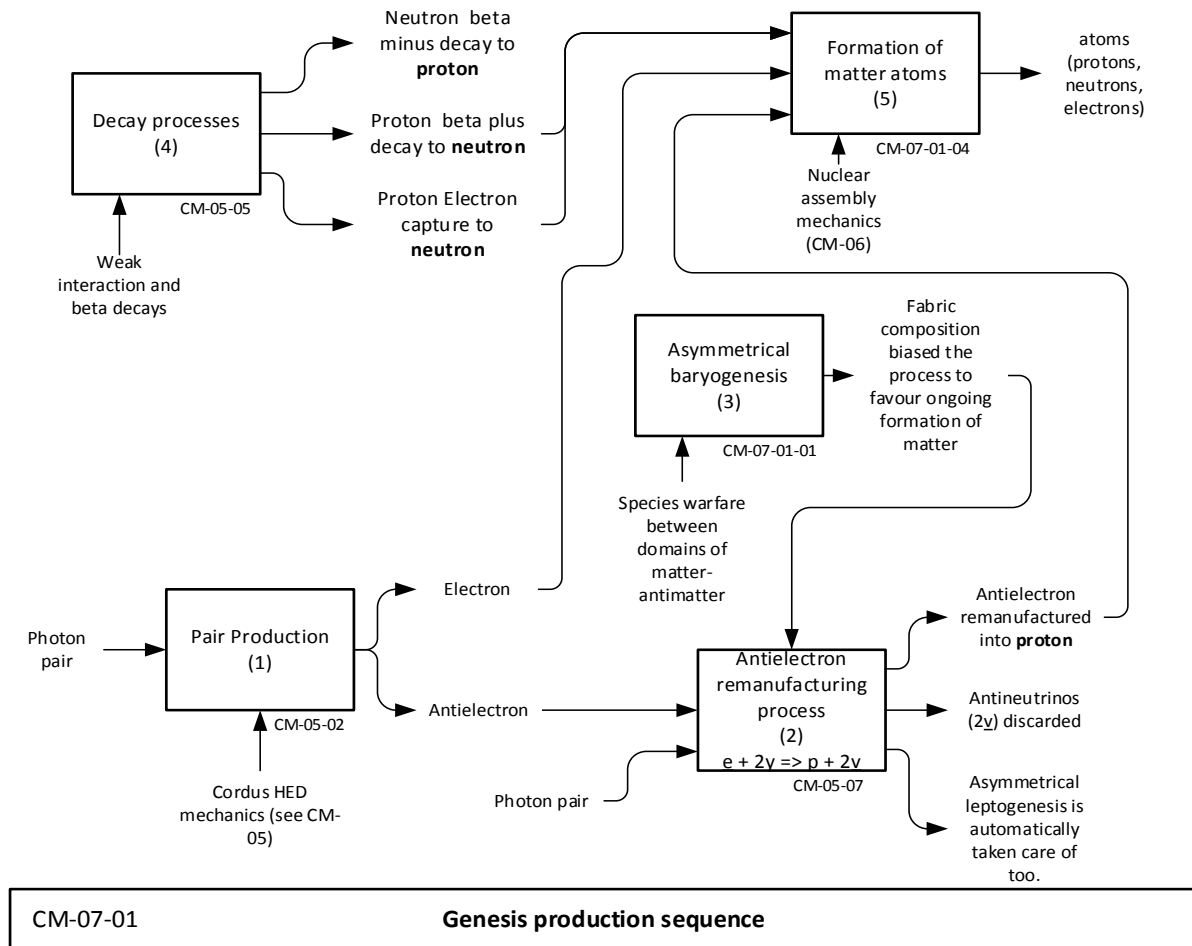 Neutron beta
minus decay to
proton
Decay processes
(4)
CM-05-05
Proton beta plus
decay to neutron
Proton Electron
capture to
neutron
Weak
interaction and
beta decays
Formation of
matter atoms
(5)
CM-07-01-04
atoms
(protons,
neutrons,
electrons)
Nuclear
assembly
mechanics
(CM-06)
Asymmetrical
baryogenesis
(3)
CM-07-01-01
Fabric
composition
biased the
process to
favour ongoing
formation of
matter
Species warfare
between
domains of
matter-
antimatter
Photon
pair
Pair Production
(1)
CM-05-02
Cordus HED
mechanics (see CM-
05)
Electron
Antielectron
Photon pair
Antielectron
remanufacturing
process
(2)
e + 2y => p + 2v
CM-05-07
Antielectron
remanufactured
into proton
Antineutrinos
(2v) discarded
Asymmetrical
leptogenesis is
automatically
taken care of
too.
CM-07-01 Genesis production sequence